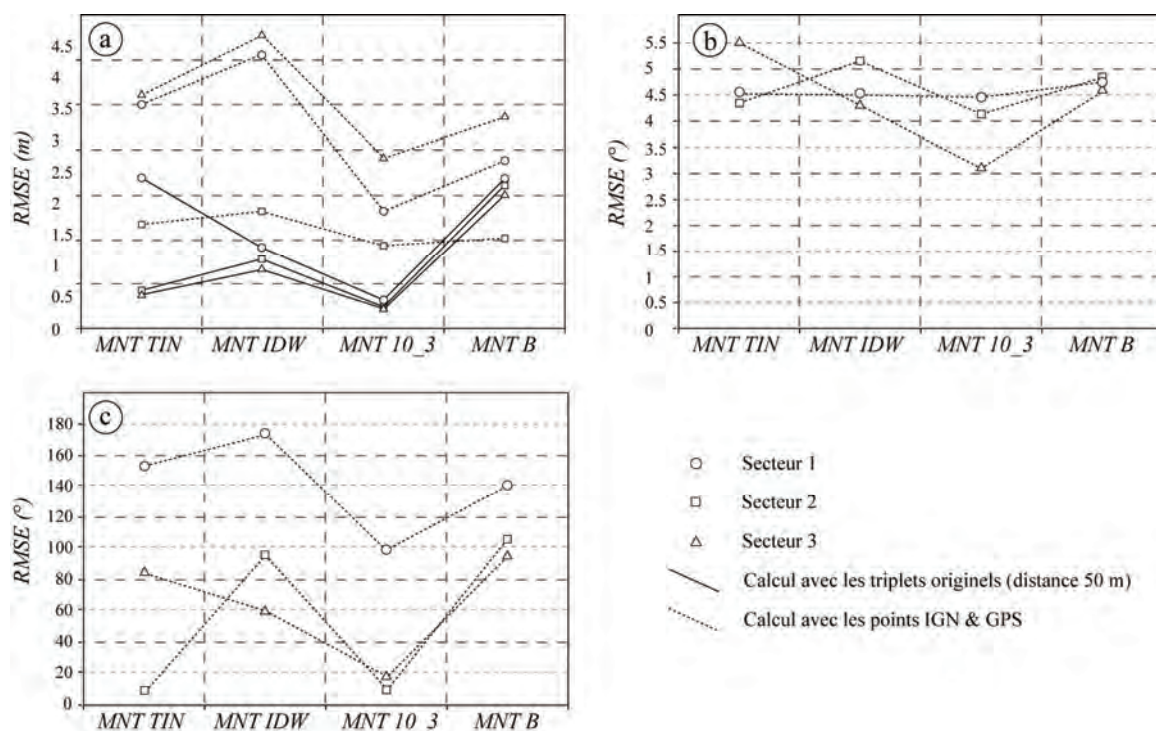 a
4.5
4
3.5
3
2.5
2
1.5
1
0.5
0
RMSE (m)
MNT TIN MNT IDW MNT 10_3 MNT B
b
5.5
5
4.5
4
3.5
3
2.5
2
1.5
1
0.5
0
RMSE (°)
MNT TIN MNT IDW MNT 10_3 MNT B
c
180
160
140
120
100
80
60
40
20
0
RMSE (°)
MNT TIN MNT IDW MNT 10_3 MNT B
Secteur 1
Secteur 2
Secteur 3
Calcul avec les triplets originels (distance 50 m)
Calcul avec les points IGN & GPS